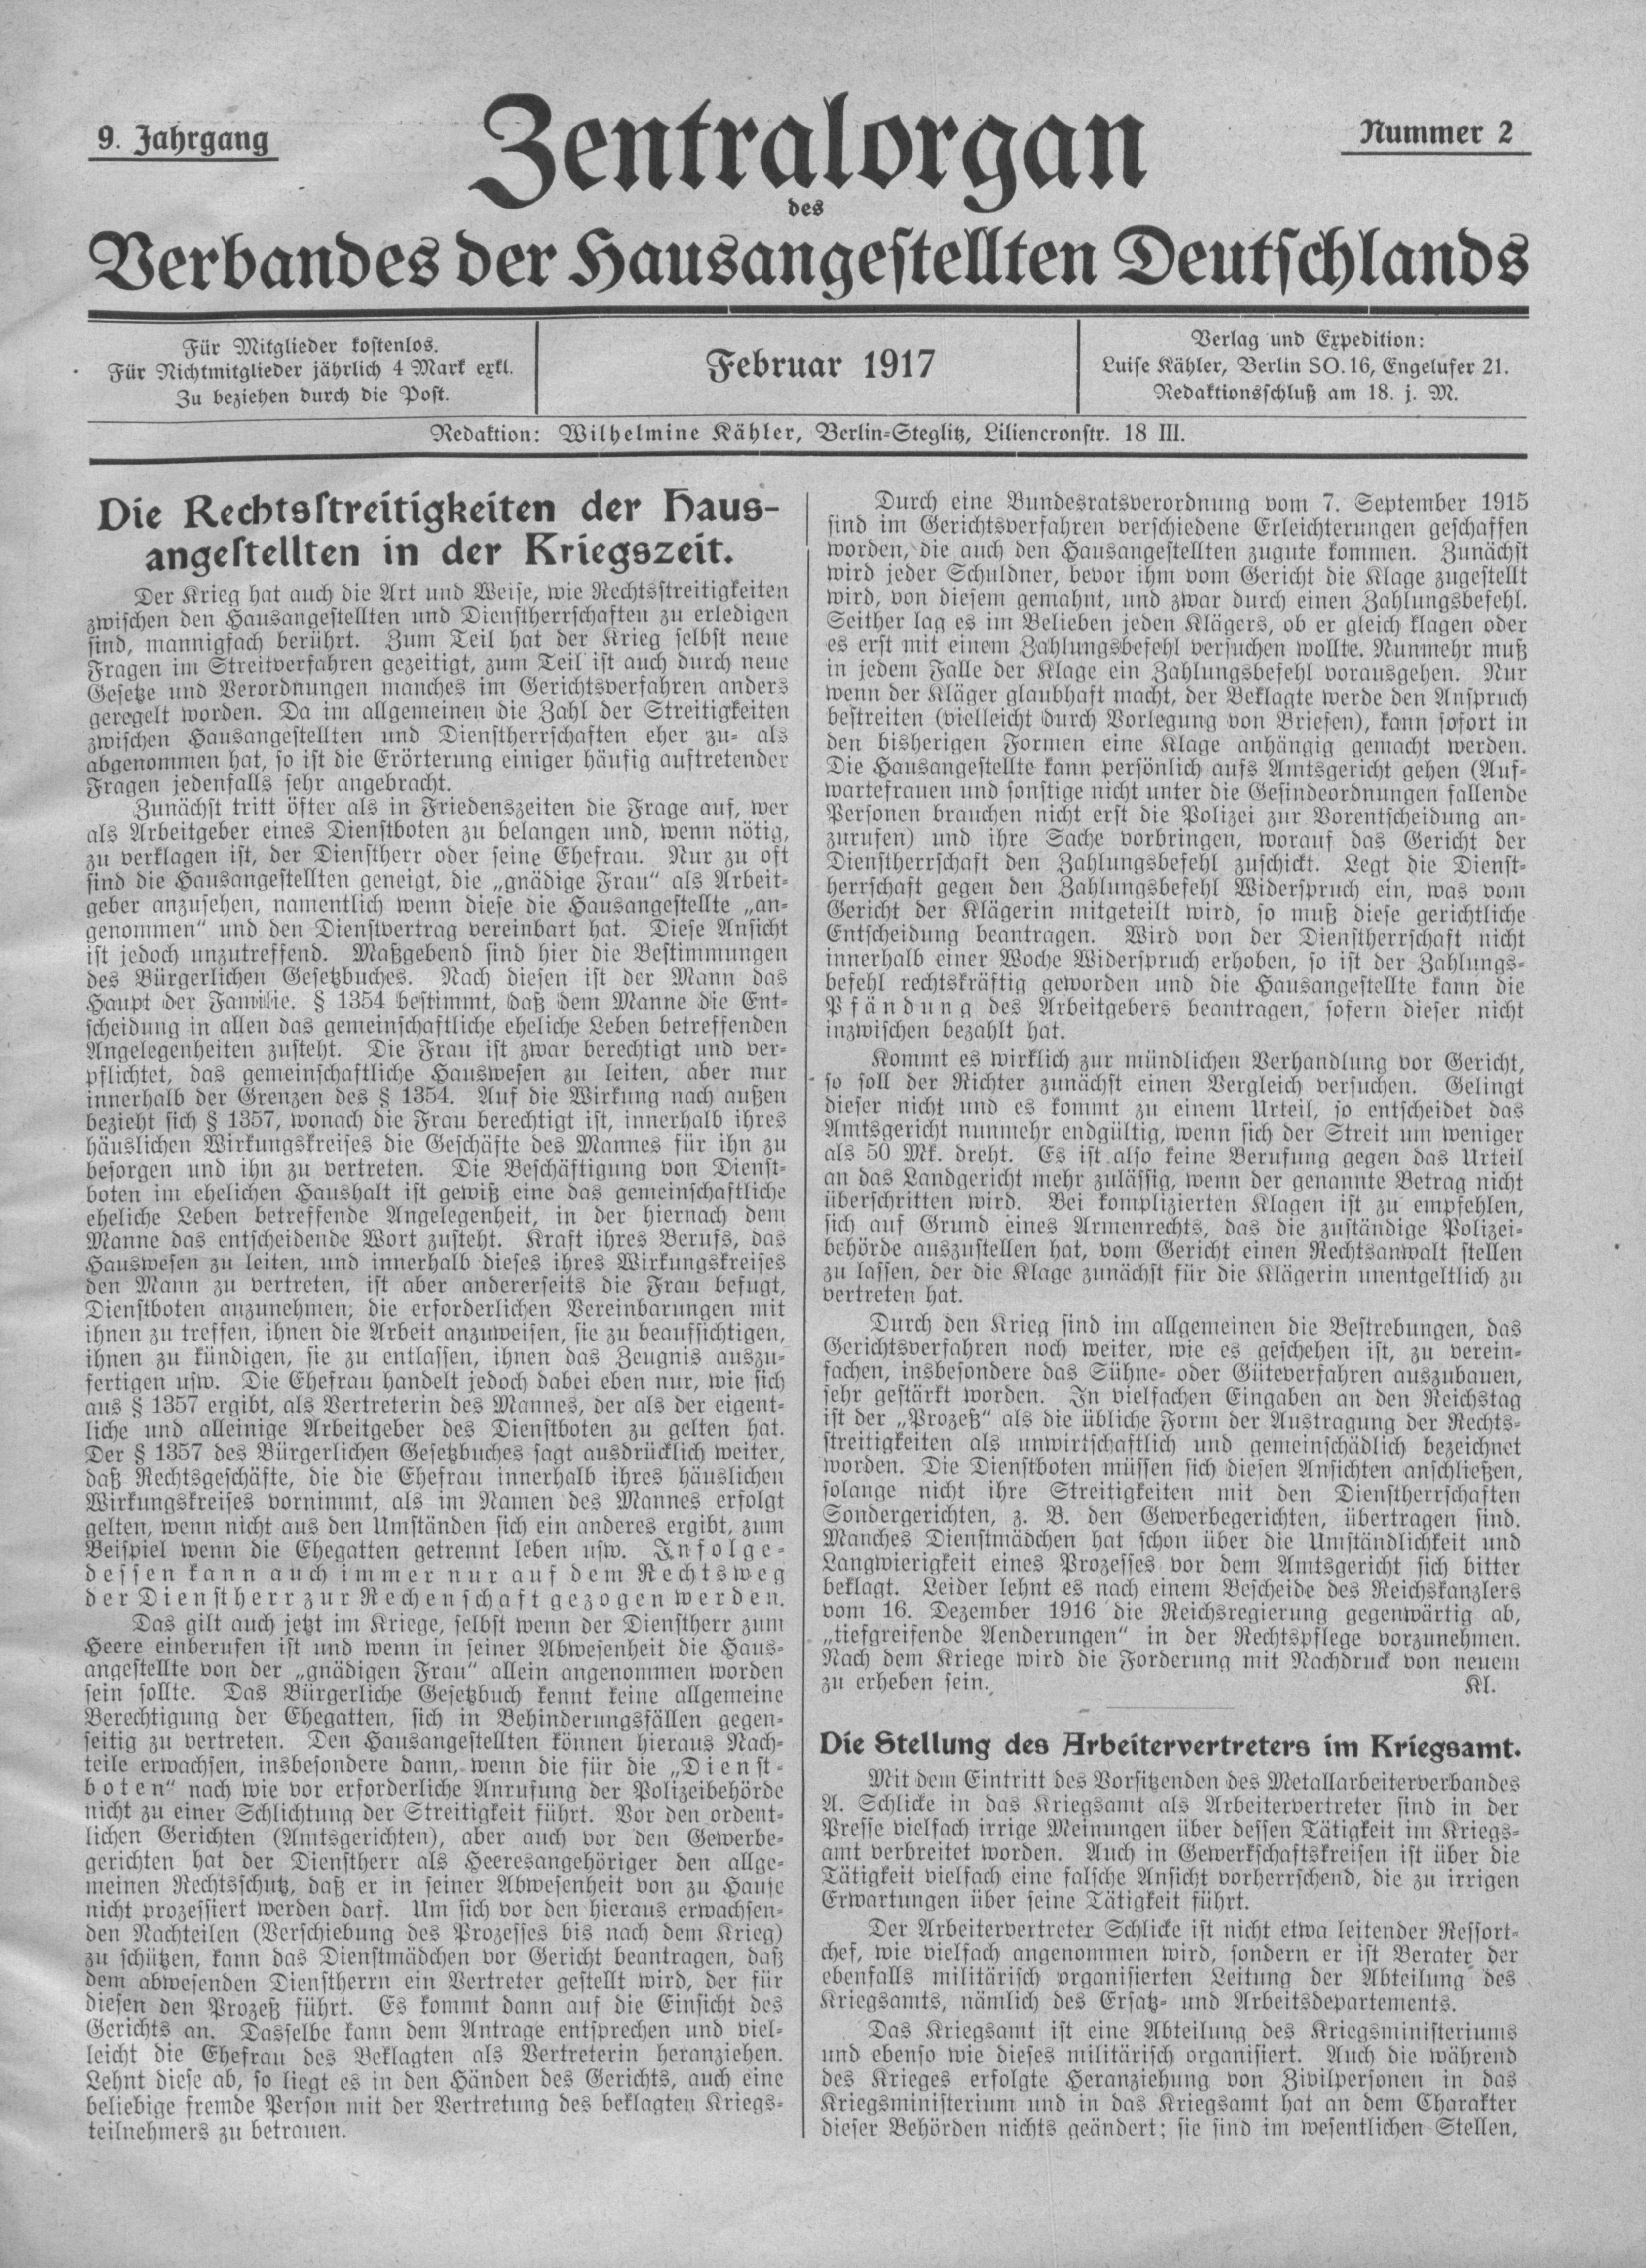 9. Jahrgang
Zentralorgan
Nummer 2
des
Verbandes der Hausangestellten Deutschlands
Für Mitglieder kostenlos.
Für Nichtmitglieder jährlich 4 Mark exkl.
Zu beziehen durch die Post.
Februar 1917
Verlag und Expedition:
Luise Kähler, Berlin SO. 16, Engelufer 21.
Redaktionsschluß am 18. j. M.
Redaktion: Wilhelmine Kähler, Berlin-Steglitz, Liliencronstr. 18 III.
Die Rechtsstreitigkeiten der Haus-
angestellten in der Kriegszeit.
Der Krieg hat auch die Art und Weise, wie Rechtsstreitigkeiten
zwischen den Hausangestellten und Dienstherrschaften zu erledigen
sind, mannigfach berührt. Zum Teil hat der Krieg selbst neue
Fragen im Streitverfahren gezeitigt, zum Teil ist auch durch neue
Gesetze und Verordnungen manches im Gerichtsverfahren anders
geregelt worden. Da im allgemeinen die Zahl der Streitigkeiten
zwischen Hausangestellten und Dienstherrschaften eher zu- als
abgenommen hat, so ist die Erörterung einiger häufig auftretender
Fragen jedenfalls sehr angebracht.
Zunächst tritt öfter als in Friedenszeiten die Frage auf, wer
als Arbeitgeber eines Dienstboten zu belangen und, wenn nötig,
zu verklagen ist, der Dienstherr oder seine Ehefrau. Nur zu oft
sind die Hausangestellten geneigt, die „gnädige Frau“ als Arbeit-
geber anzusehen, namentlich wenn diese die Hausangestellte „an-
genommen“ und den Dienstvertrag vereinbart hat. Diese Ansicht
ist jedoch unzutreffend. Maßgebend sind hier die Bestimmungen
des Bürgerlichen Gesetzbuches. Nach diesen ist der Mann das
Haupt der Familie. § 1354 bestimmt, daß dem Manne die Ent-
scheidung in allen das gemeinschaftliche eheliche Leben betreffenden
Angelegenheiten zusteht. Die Frau ist zwar berechtigt und ver-
pflichtet, das gemeinschaftliche Hauswesen zu leiten, aber nur
innerhalb der Grenzen des § 1354. Auf die Wirkung nach außen
bezieht sich § 1357, wonach die Frau berechtigt ist, innerhalb ihres
häuslichen Wirkungskreises die Geschäfte des Mannes für ihn zu
besorgen und ihn zu vertreten. Die Beschäftigung von Dienst-
boten im ehelichen Haushalt ist gewiß eine das gemeinschaftliche
eheliche Leben betreffende Angelegenheit, in der hiernach dem
Manne das entscheidende Wort zusteht. Kraft ihres Berufs, das
Hauswesen zu leiten, und innerhalb dieses ihres Wirkungskreises
den Mann zu vertreten, ist aber andererseits die Frau befugt,
Dienstboten anzunehmen; die erforderlichen Vereinbarungen mit
ihnen zu treffen, ihnen die Arbeit anzuweisen, sie zu beaufsichtigen,
ihnen zu kündigen, sie zu entlassen, ihnen das Zeugnis auszu-
fertigen usw. Die Ehefrau handelt jedoch dabei eben nur, wie sich
aus § 1357 ergibt, als Vertreterin des Mannes, der als der eigent-
liche und alleinige Arbeitgeber des Dienstboten zu gelten hat.
Der § 1357 des Bürgerlichen Gesetzbuches sagt ausdrücklich weiter,
daß Rechtsgeschäfte, die die Ehefrau innerhalb ihres häuslichen
Wirkungskreises vornimmt, als im Namen des Mannes erfolgt
gelten, wenn nicht aus den Umständen sich ein anderes ergibt, zum
Beispiel wenn die Ehegatten getrennt leben usw. Infolge-
dessen kann auch immer nur auf dem Rechtsweg
der Dienstherr zur Rechenschaft gezogen werden.
Das gilt auch jetzt im Kriege, selbst wenn der Dienstherr zum
Heere einberufen ist und wenn in seiner Abwesenheit die Haus-
angestellte von der „gnädigen Frau“ allein angenommen worden
sein sollte. Das Bürgerliche Gesetzbuch kennt keine allgemeine
Berechtigung der Ehegatten, sich in Behinderungsfällen gegen-
seitig zu vertreten. Den Hausangestellten können hieraus Nach-
teile erwachsen, insbesondere dann, wenn die für die „Dienst-
boten“ nach wie vor erforderliche Anrufung der Polizeibehörde
nicht zu einer Schlichtung der Streitigkeit führt. Vor den ordent-
lichen Gerichten (Amtsgerichten), aber auch vor den Gewerbe-
gerichten hat der Dienstherr als Heeresangehöriger den allge-
meinen Rechtsschutz, daß er in seiner Abwesenheit von zu Hause
nicht prozessiert werden darf. Um sich vor den hieraus erwachsen-
den Nachteilen (Verschiebung des Prozesses bis nach dem Krieg)
zu schützen, kann das Dienstmädchen vor Gericht beantragen, daß
dem abwesenden Dienstherrn ein Vertreter gestellt wird, der für
diesen den Prozeß führt. Es kommt dann auf die Einsicht des
Gerichts an. Dasselbe kann dem Antrage entsprechen und viel-
leicht die Ehefrau des Beklagten als Vertreterin heranziehen.
Lehnt diese ab, so liegt es in den Händen des Gerichts, auch eine
beliebige fremde Person mit der Vertretung des beklagten Kriegs-
teilnehmers zu betrauen.
Durch eine Bundesratsverordnung vom 7. September 1915
sind im Gerichtsverfahren verschiedene Erleichterungen geschaffen
worden, die auch den Hausangestellten zugute kommen. Zunächst
wird jeder Schuldner, bevor ihm vom Gericht die Klage zugestellt
wird, von diesem gemahnt, und zwar durch einen Zahlungsbefehl.
Seither lag es im Belieben jeden Klägers, ob er gleich klagen oder
es erst mit einem Zahlungsbefehl versuchen wollte. Nunmehr muß
in jedem Falle der Klage ein Zahlungsbefehl vorausgehen. Nur
wenn der Kläger glaubhaft macht, der Beklagte werde den Anspruch
bestreiten (vielleicht durch Vorlegung von Briefen), kann sofort in
den bisherigen Formen eine Klage anhängig gemacht werden.
Die Hausangestellte kann persönlich aufs Amtsgericht gehen (Auf-
wartefrauen und sonstige nicht unter die Gesindeordnungen fallende
Personen brauchen nicht erst die Polizei zur Vorentscheidung an-
zurufen) und ihre Sache vorbringen, worauf das Gericht der
Dienstherrschaft den Zahlungsbefehl zuschickt. Legt die Dienst-
herrschaft gegen den Zahlungsbefehl Widerspruch ein, was vom
Gericht der Klägerin mitgeteilt wird, so muß diese gerichtliche
Entscheidung beantragen. Wird von der Dienstherrschaft nicht
innerhalb einer Woche Widerspruch erhoben, so ist der Zahlungs-
befehl rechtskräftig geworden und die Hausangestellte kann die
Pfändung des Arbeitgebers beantragen, sofern dieser nicht
inzwischen bezahlt hat.
Kommt es wirklich zur mündlichen Verhandlung vor Gericht,
so soll der Richter zunächst einen Vergleich versuchen. Gelingt
dieser nicht und es kommt zu einem Urteil, so entscheidet das
Amtsgericht nunmehr endgültig, wenn sich der Streit um weniger
als 50 Mk. dreht. Es ist also keine Berufung gegen das Urteil
an das Landgericht mehr zulässig, wenn der genannte Betrag nicht
überschritten wird. Bei komplizierten Klagen ist zu empfehlen,
sich auf Grund eines Armenrechts, das die zuständige Polizei-
behörde auszustellen hat, vom Gericht einen Rechtsanwalt stellen
zu lassen, der die Klage zunächst für die Klägerin unentgeltlich zu
vertreten hat.
Durch den Krieg sind im allgemeinen die Bestrebungen, das
Gerichtsverfahren noch weiter, wie es geschehen ist, zu verein-
fachen, insbesondere das Sühne- oder Güteverfahren auszubauen,
sehr gestärkt worden. In vielfachen Eingaben an den Reichstag
ist der „Prozeß“ als die übliche Form der Austragung der Rechts-
streitigkeiten als unwirtschaftlich und gemeinschädlich bezeichnet
worden. Die Dienstboten müssen sich diesen Ansichten anschließen,
solange nicht ihre Streitigkeiten mit den Dienstherrschaften
Sondergerichten, z. B. den Gewerbegerichten, übertragen sind.
Manches Dienstmädchen hat schon über die Umständlichkeit und
Langwierigkeit eines Prozesses vor dem Amtsgericht sich bitter
beklagt. Leider lehnt es nach einem Bescheide des Reichskanzlers
vom 16. Dezember 1916 die Reichsregierung gegenwärtig ab,
„tiefgreifende Aenderungen“ in der Rechtspflege vorzunehmen.
Nach dem Kriege wird die Forderung mit Nachdruck von neuem
zu erheben sein. Kl.
Die Stellung des Arbeitervertreters im Kriegsamt.
Mit dem Eintritt des Vorsitzenden des Metallarbeiterverbandes
A. Schlicke in das Kriegsamt als Arbeitervertreter sind in der
Presse vielfach irrige Meinungen über dessen Tätigkeit im Kriegs-
amt verbreitet worden. Auch in Gewerkschaftskreisen ist über die
Tätigkeit vielfach eine falsche Ansicht vorherrschend, die zu irrigen
Erwartungen über seine Tätigkeit führt.
Der Arbeitervertreter Schlicke ist nicht etwa leitender Ressort-
chef, wie vielfach angenommen wird, sondern er ist Berater der
ebenfalls militärisch organisierten Leitung der Abteilung des
Kriegsamts, nämlich des Ersatz- und Arbeitsdepartements.
Das Kriegsamt ist eine Abteilung des Kriegsministeriums
und ebenso wie dieses militärisch organisiert. Auch die während
des Krieges erfolgte Heranziehung von Zivilpersonen in das
Kriegsministerium und in das Kriegsamt hat an dem Charakter
dieser Behörden nichts geändert; sie sind im wesentlichen Stellen,